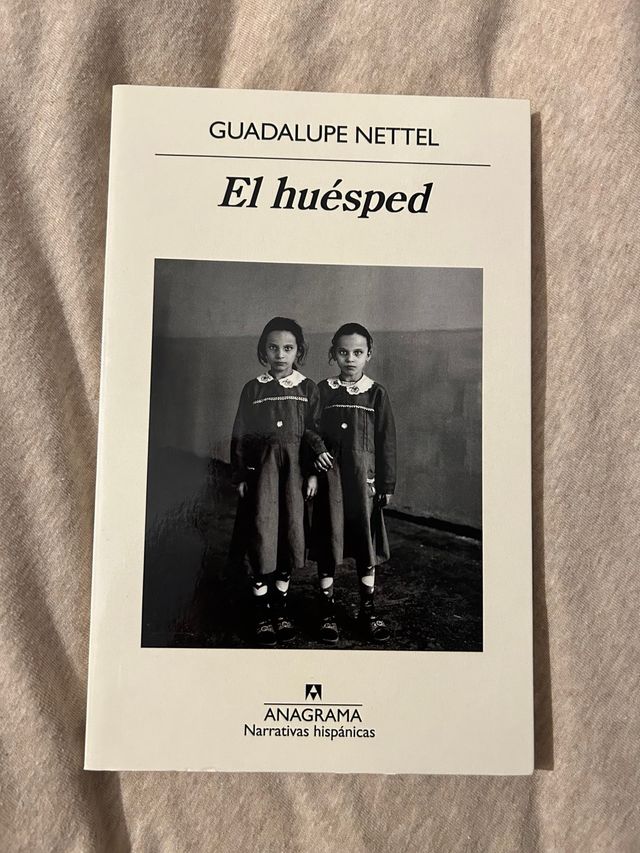 GUADALUPE NETTEL
El huésped
ANAGRAMA
Narrativas hispánicas